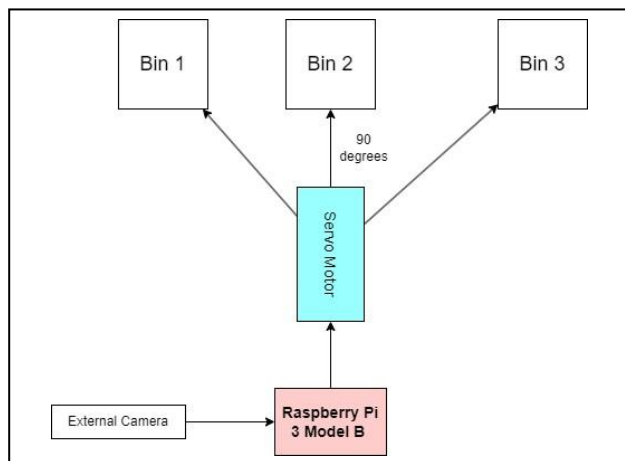 Bin 1
Bin 2
Bin 3
90
degrees
Servo Motor
External Camera
Raspberry Pi
3 Model B